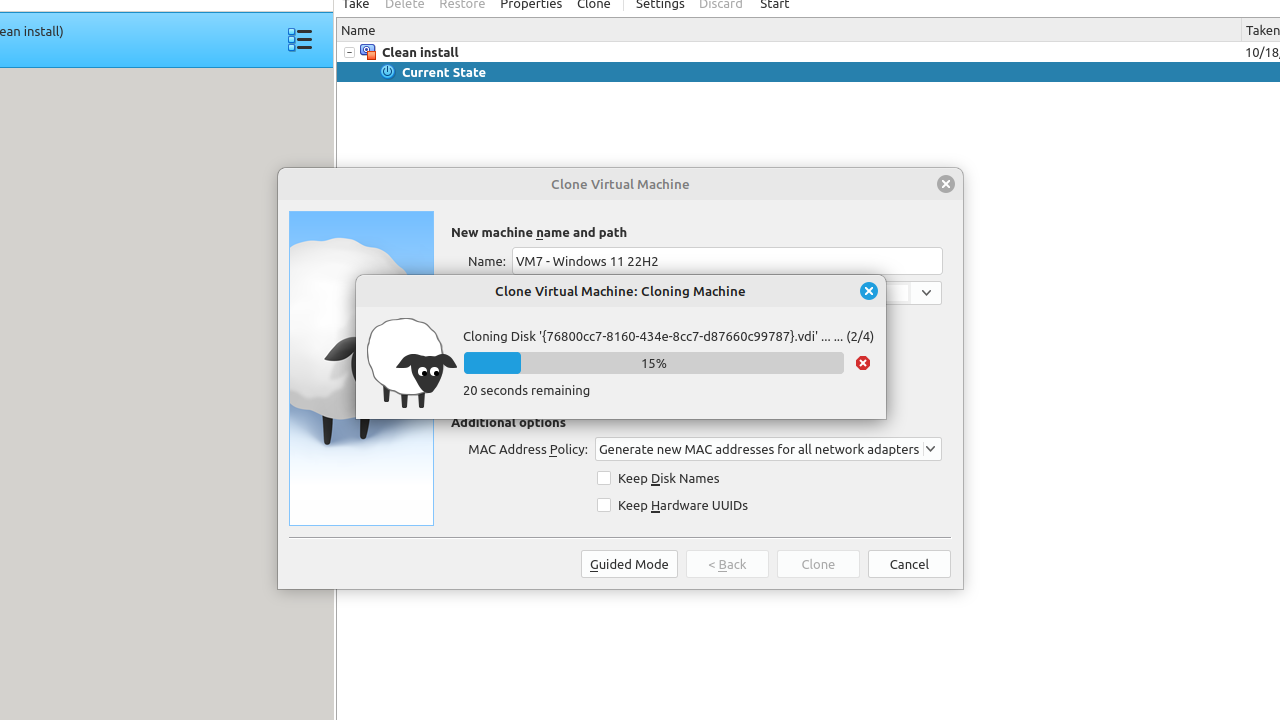 Take Delete Restore Properties Clone Settings Discard Start
ean install)
Name Taken
Clean install 10/18/
Current State
Clone Virtual Machine
New machine name and path
Name: VM7 - Windows 11 22H2
Clone Virtual Machine: Cloning Machine
Cloning Disk '{76800cc7-8160-434e-8cc7-d87660c99787}.vdi' ... ... (2/4)
15%
20 seconds remaining
Additional options
MAC Address Policy: Generate new MAC addresses for all network adapters
Keep Disk Names
Keep Hardware UUIDs
Guided Mode < Back Clone Cancel